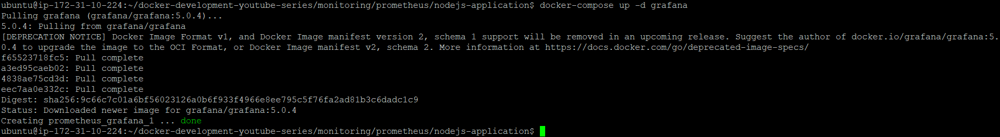 ubuntu@ip-172-31-10-224:~/docker-development-youtube-series/monitoring/prometheus/nodejs-application$ docker-compose up -d grafana
Pulling grafana (grafana/grafana:5.0.4)...
5.0.4: Pulling from grafana/grafana
[DEPRECATION NOTICE] Docker Image Format v1, and Docker Image manifest version 2, schema 1 support will be removed in an upcoming release. Suggest the author of docker.io/grafana/grafana:5.
0.4 to upgrade the image to the OCI Format, or Docker Image manifest v2, schema 2. More information at https://docs.docker.com/go/deprecated-image-specs/
f65523718fc5: Pull complete
a3ed95caeb02: Pull complete
4838ae75cd3d: Pull complete
eec7aa0e332c: Pull complete
Digest: sha256:9c66c7c01a6bf56023126a0b6f933f4966e8ee795c5f76fa2ad81b3c6dadc1c9
Status: Downloaded newer image for grafana/grafana:5.0.4
Creating prometheus_grafana_1 ... done
ubuntu@ip-172-31-10-224:~/docker-development-youtube-series/monitoring/prometheus/nodejs-application$